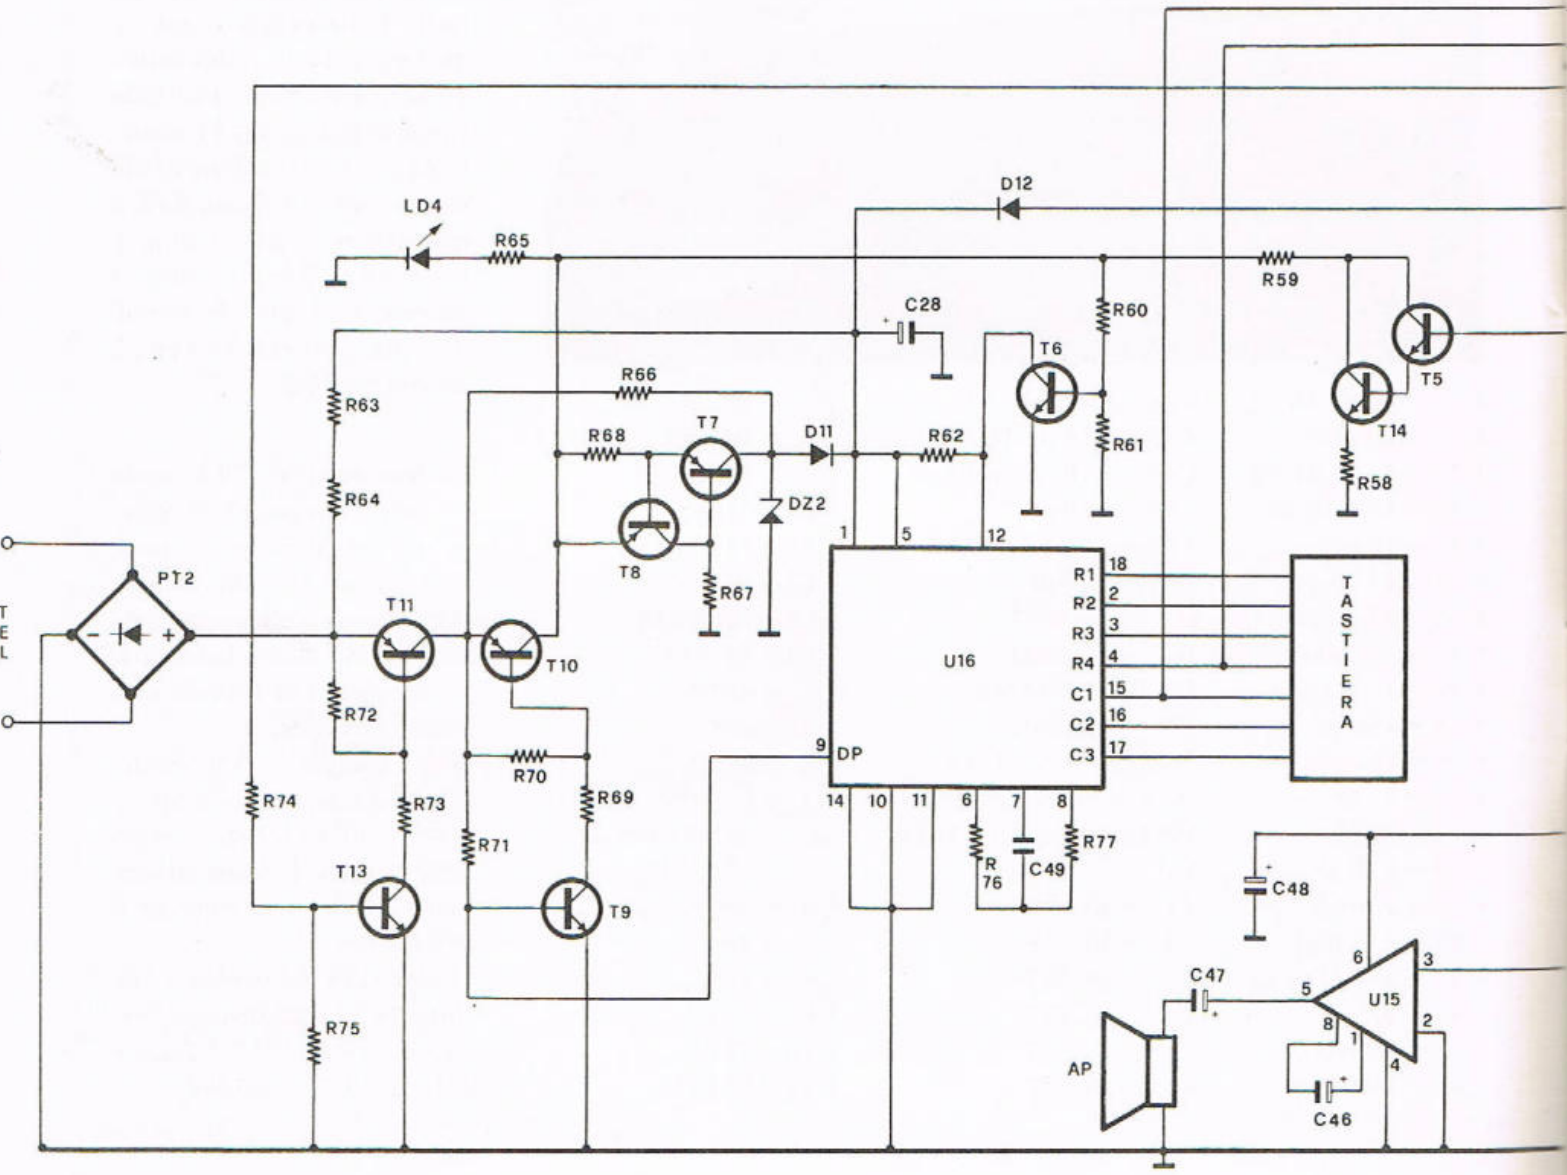 D12
LD4
R65
R59
C28
+
R60
T6
T5
R66
R63
T7
R68
D11
R62
R61
T14
R64
R58
DZ2
1
5
12
T8
PT2
R67
R1 18
R2 2
R3 3
R4 4
C1 15
C2 16
C3 17
T
A
S
T
I
E
R
A
T
E
L
- +
T11
T10
U16
R72
9 DP
R70
R74
R73
R69
14 10 11 6 7 8
R71
R
76
C49
R77
T13
T9
+
C48
6
3
C47
5
U15
+
R75
8
1
2
4
AP
+
C46